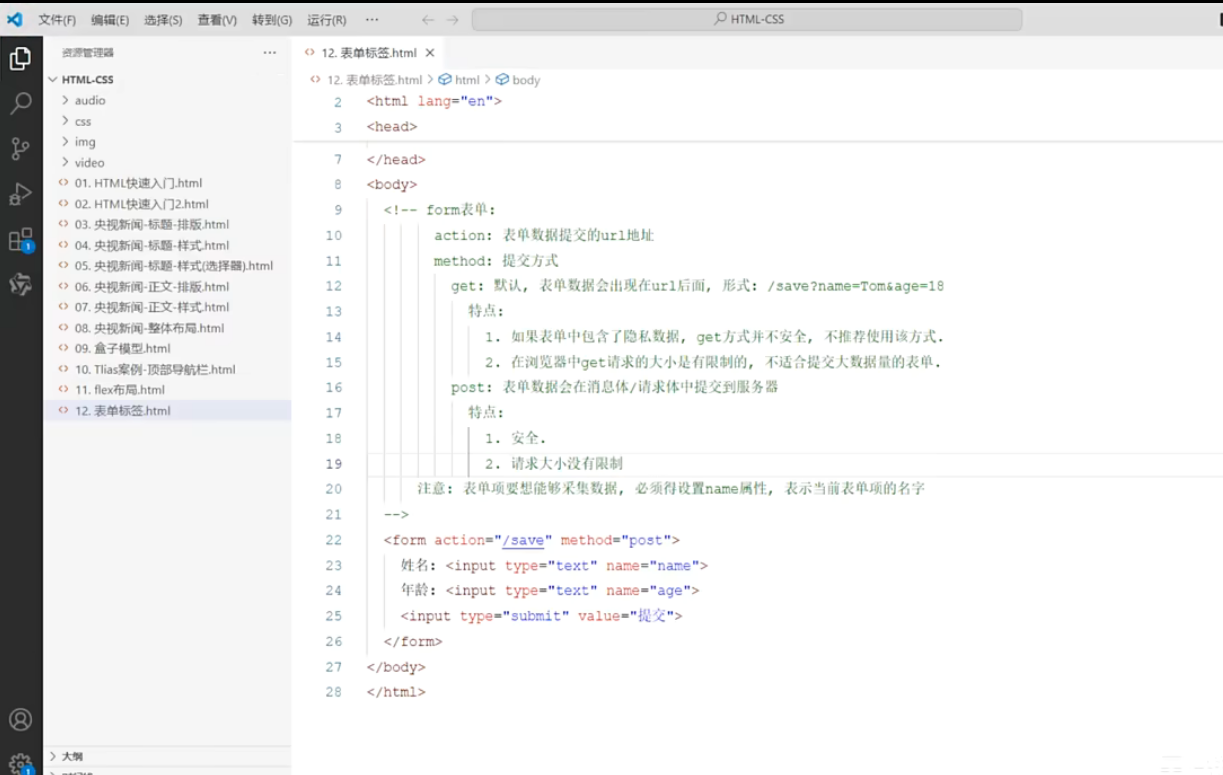 文件(F) 编辑(E) 选择(S) 查看(V) 转到(G) 运行(R) ··· ← → HTML-CSS
资源管理器 ···
HTML-CSS
audio
css
img
video
01. HTML快速入门.html
02. HTML快速入门2.html
03. 央视新闻-标题-排版.html
04. 央视新闻-标题-样式.html
05. 央视新闻-标题-样式(选择器).html
06. 央视新闻-正文-排版.html
07. 央视新闻-正文-样式.html
08. 央视新闻-整体布局.html
09. 盒子模型.html
10. Tlias案例-顶部导航栏.html
11. flex布局.html
12. 表单标签.html
大纲
1
1
12. 表单标签.html ×
12. 表单标签.html > html > body
2 <html lang="en">
3 <head>
7 </head>
8 <body>
9 <!-- form表单:
10 action: 表单数据提交的url地址
11 method: 提交方式
12 get: 默认, 表单数据会出现在url后面, 形式: /save?name=Tom&age=18
13 特点:
14 1. 如果表单中包含了隐私数据, get方式并不安全, 不推荐使用该方式.
15 2. 在浏览器中get请求的大小是有限制的, 不适合提交大数据量的表单.
16 post: 表单数据会在消息体/请求体中提交到服务器
17 特点:
18 1. 安全.
19 2. 请求大小没有限制
20 注意: 表单项要想能够采集数据, 必须得设置name属性, 表示当前表单项的名字
21 -->
22 <form action="/save" method="post">
23 姓名: <input type="text" name="name">
24 年龄: <input type="text" name="age">
25 <input type="submit" value="提交">
26 </form>
27 </body>
28 </html>